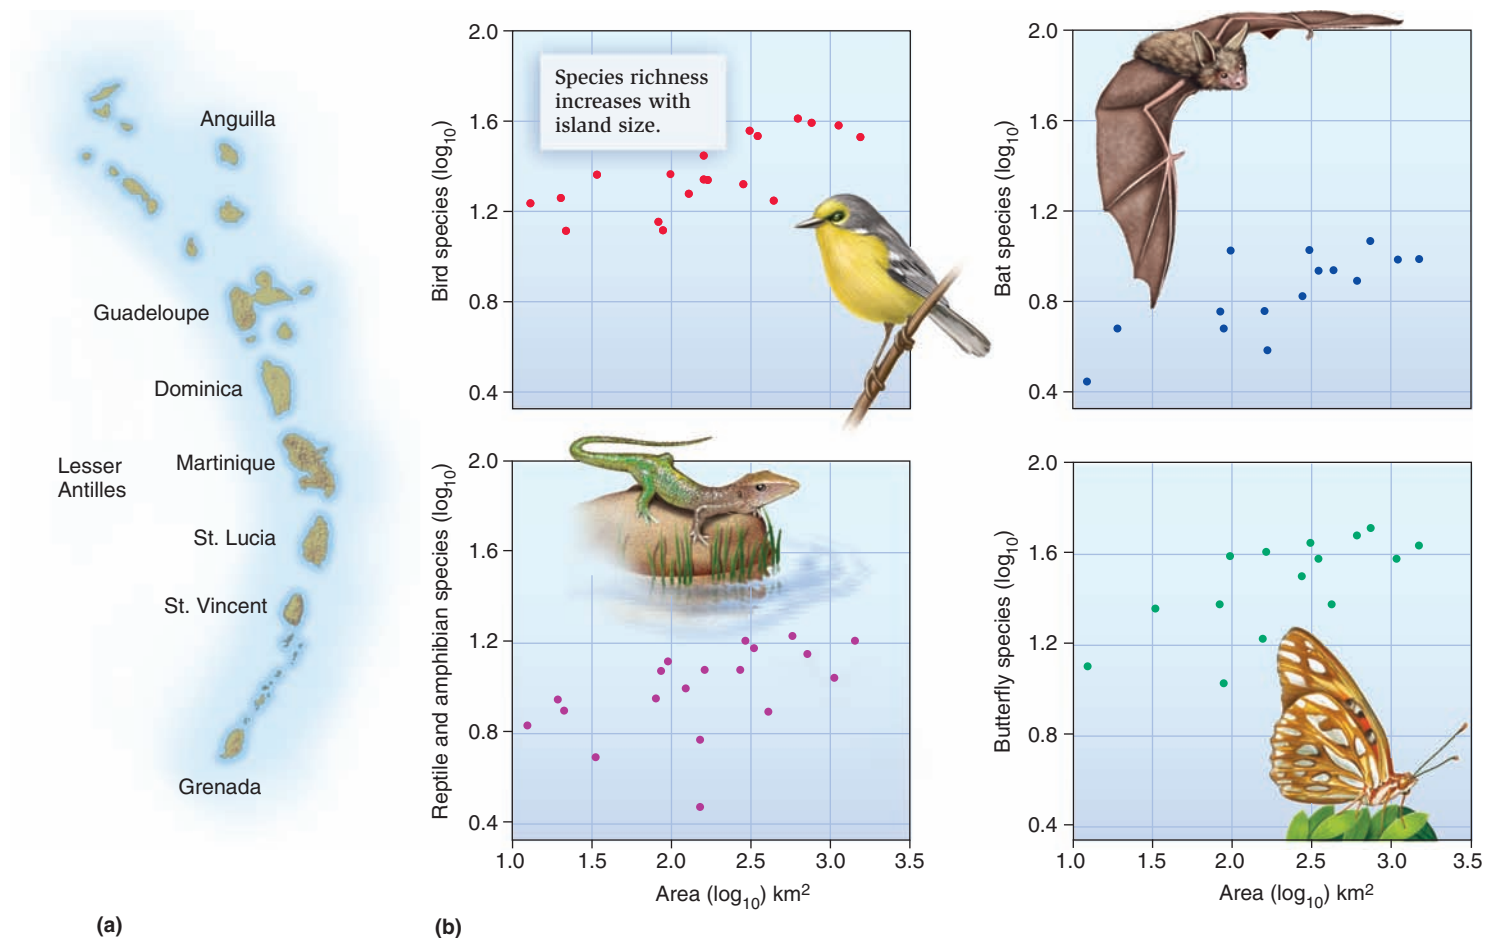 Anguilla
Guadeloupe
Dominica
Lesser
Antilles
Martinique
St. Lucia
St. Vincent
Grenada
(a)
Bird species (log10)
2.0
1.6
1.2
0.8
0.4
Species richness
increases with
island size.
Bat species (log10)
2.0
1.6
1.2
0.8
0.4
Reptile and amphibian species (log10)
2.0
1.6
1.2
0.8
0.4
1.0 1.5 2.0 2.5 3.0 3.5
Area (log10) km2
Butterfly species (log10)
2.0
1.6
1.2
0.8
0.4
1.0 1.5 2.0 2.5 3.0 3.5
Area (log10) km2
(b)